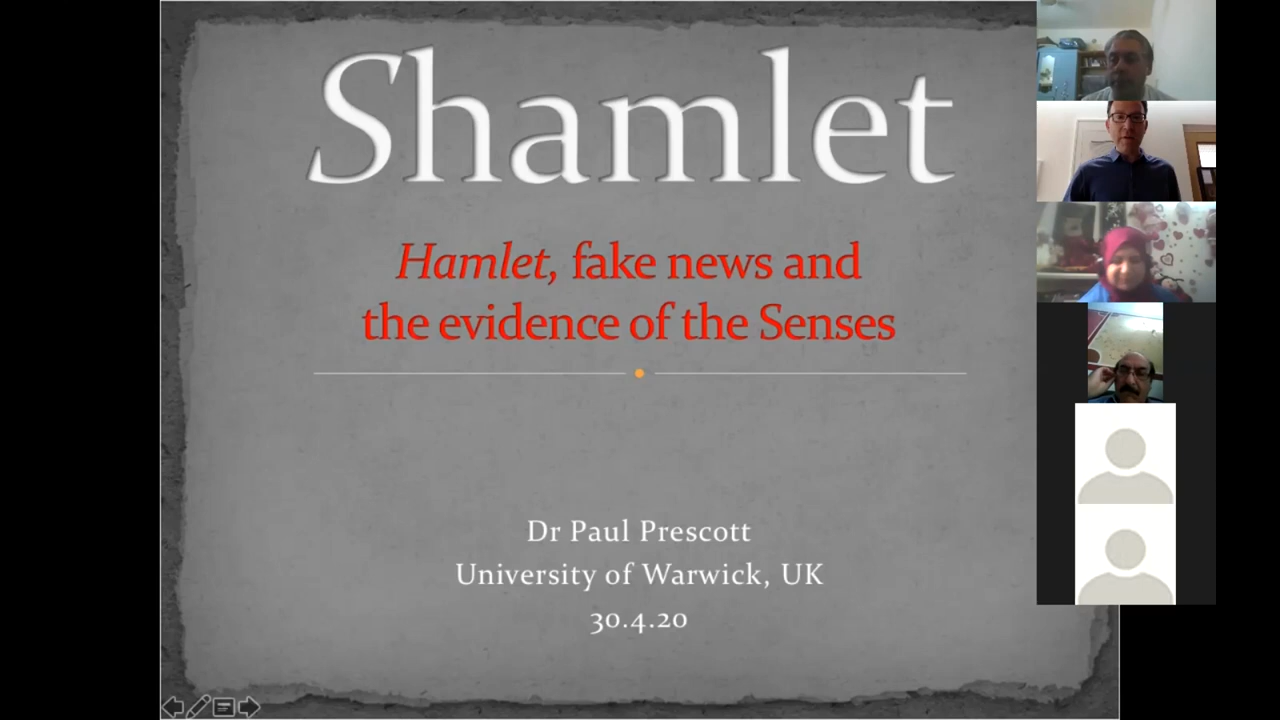 Shamlet
Hamlet, fake news and
the evidence of the Senses
Dr Paul Prescott
University of Warwick, UK
30.4.20